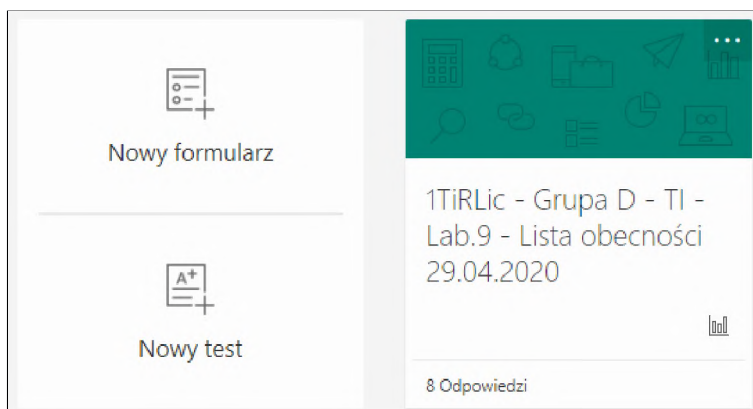 Nowy formularz
A+
Nowy test
1TiRLic - Grupa D - TI -
Lab.9 - Lista obecności
29.04.2020
8 Odpowiedzi